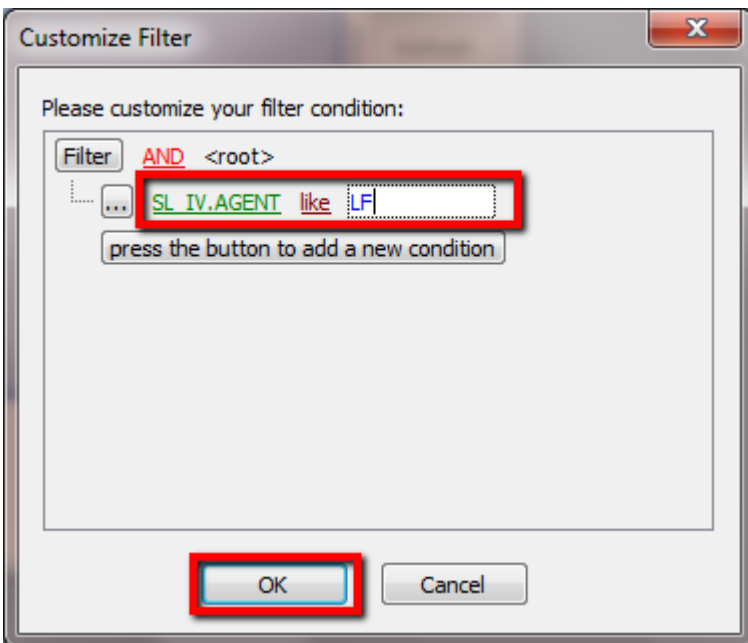 Customize Filter
Please customize your filter condition:
Filter AND <root>
... SL_IV.AGENT like LF
press the button to add a new condition
OK Cancel